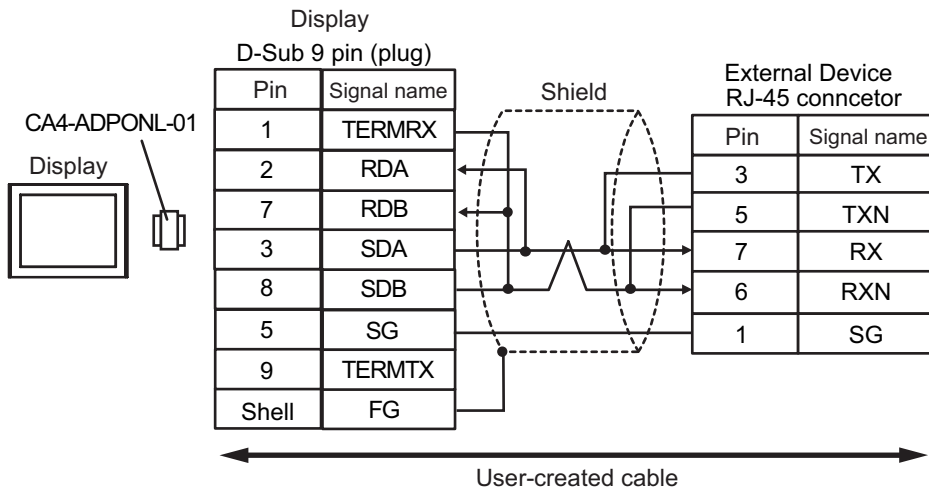 Display
D-Sub 9 pin (plug)
Pin Signal name
1 TERMRX
2 RDA
7 RDB
3 SDA
8 SDB
5 SG
9 TERMTX
Shell FG
CA4-ADPONL-01
Display
Shield
External Device
RJ-45 conncetor
Pin Signal name
3 TX
5 TXN
7 RX
6 RXN
1 SG
User-created cable